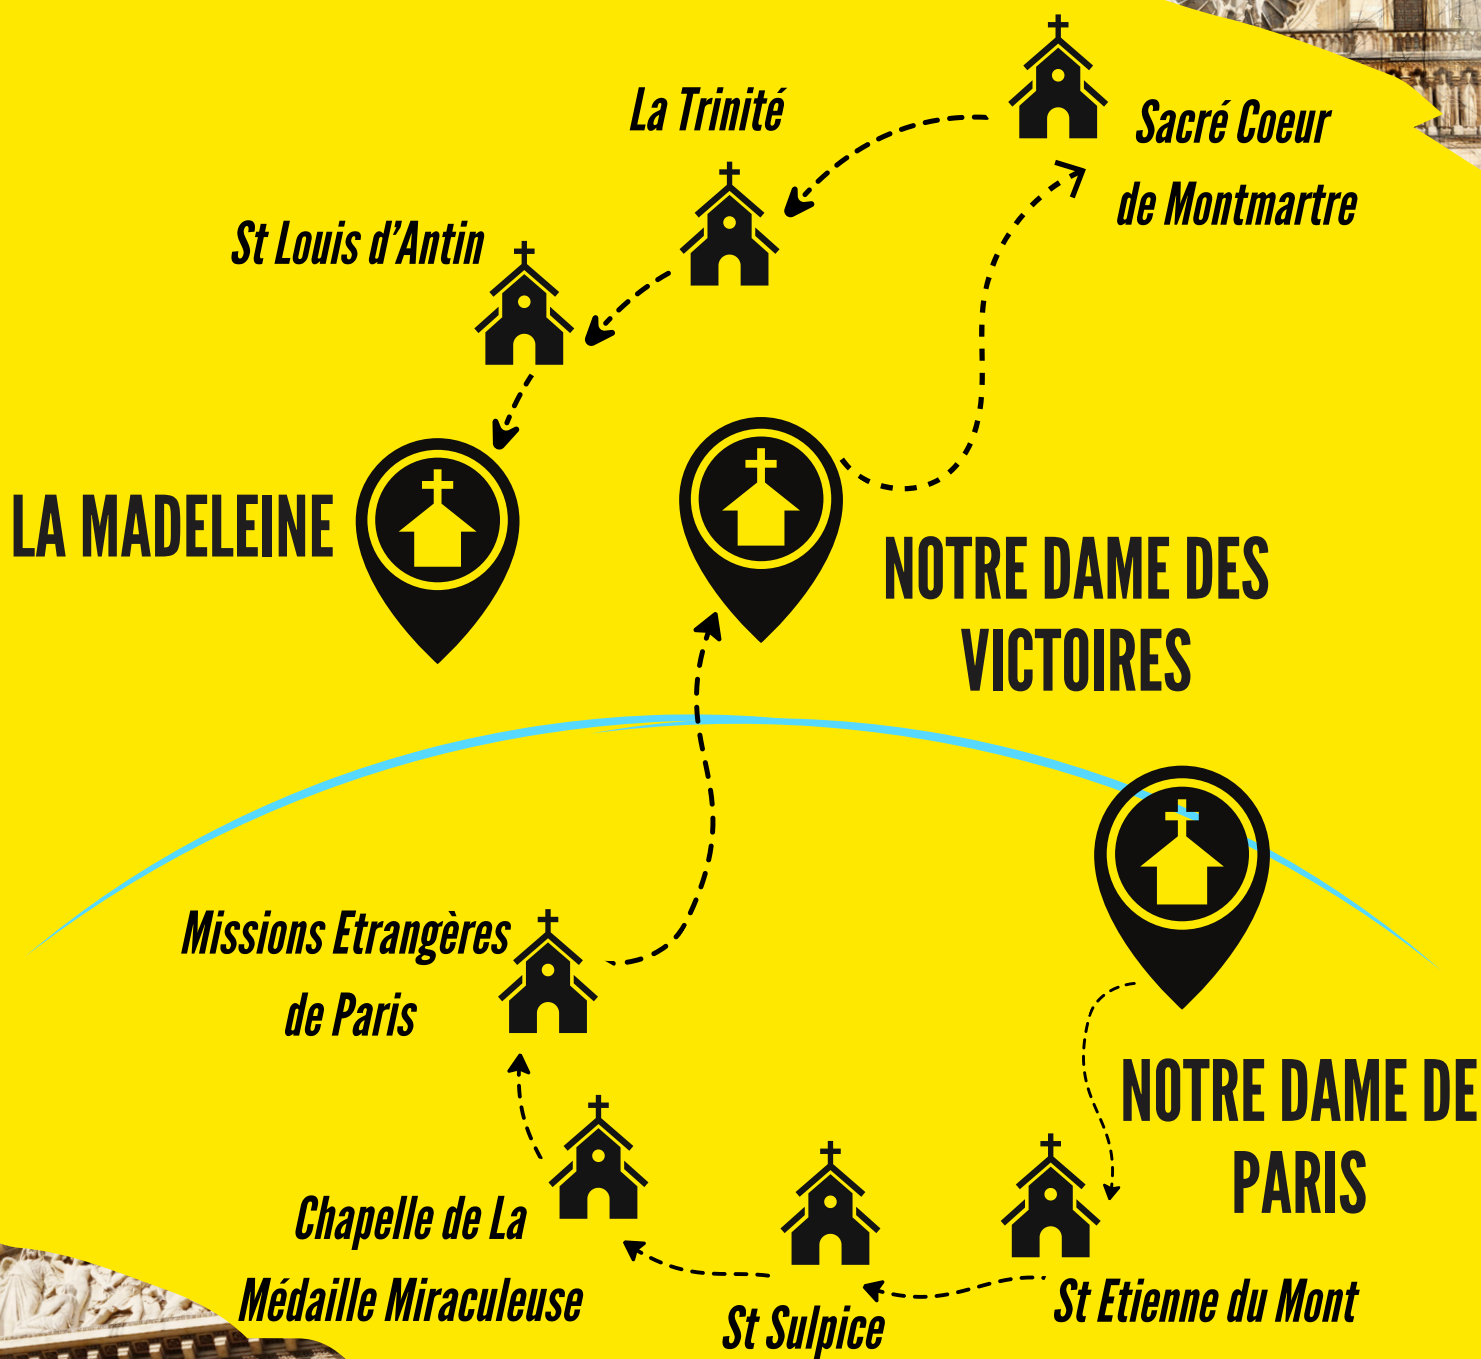 La Trinité
Sacré Coeur
de Montmartre
St Louis d'Antin
LA MADELEINE
NOTRE DAME DES
VICTOIRES
Missions Etrangères
de Paris
NOTRE DAME DE
PARIS
Chapelle de La
Médaille Miraculeuse
St Sulpice
St Etienne du Mont